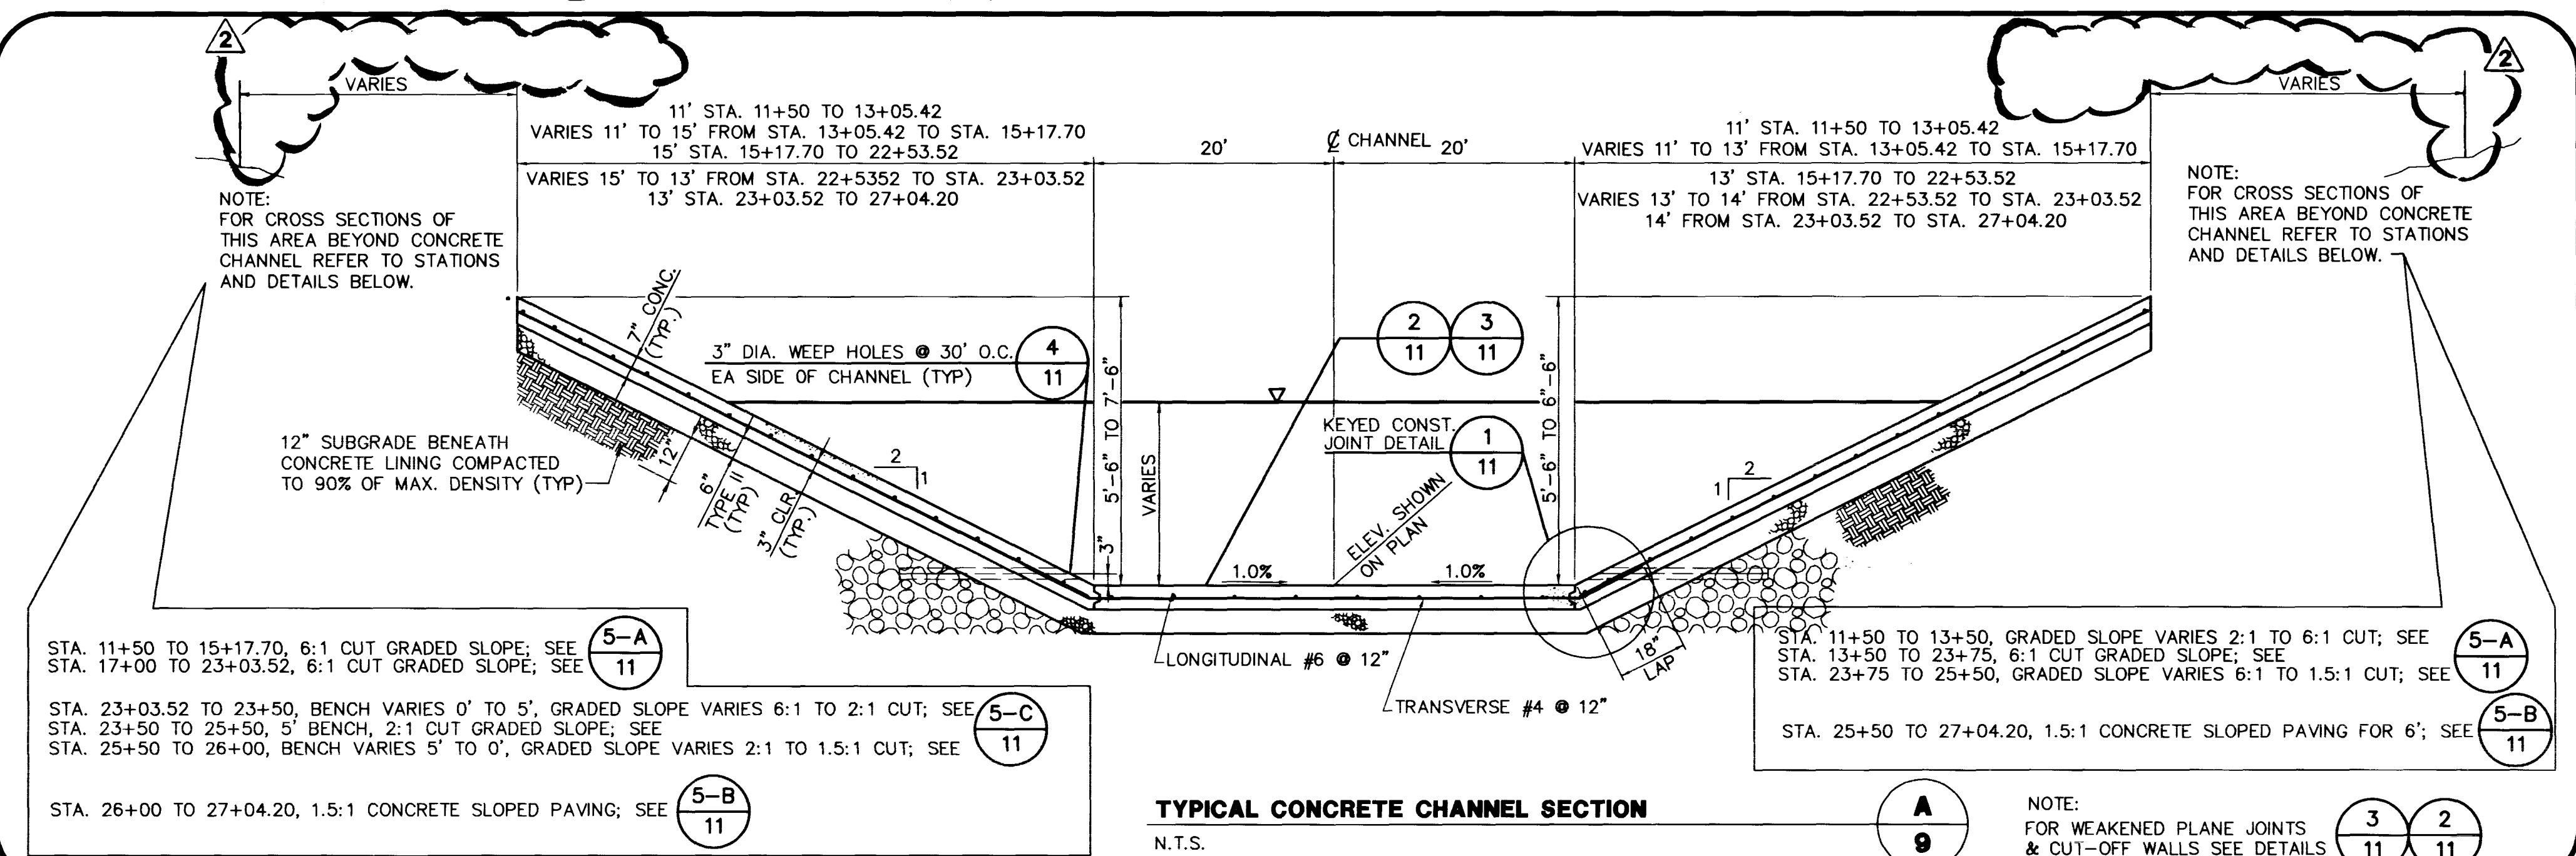 2
2
VARIES
VARIES
11' STA. 11+50 TO 13+05.42
VARIES 11' TO 15' FROM STA. 13+05.42 TO STA. 15+17.70
15' STA. 15+17.70 TO 22+53.52
VARIES 15' TO 13' FROM STA. 22+5352 TO STA. 23+03.52
13' STA. 23+03.52 TO 27+04.20
20'
℄ CHANNEL
20'
11' STA. 11+50 TO 13+05.42
VARIES 11' TO 13' FROM STA. 13+05.42 TO STA. 15+17.70
13' STA. 15+17.70 TO 22+53.52
VARIES 13' TO 14' FROM STA. 22+53.52 TO STA. 23+03.52
14' FROM STA. 23+03.52 TO STA. 27+04.20
NOTE:
FOR CROSS SECTIONS OF
THIS AREA BEYOND CONCRETE
CHANNEL REFER TO STATIONS
AND DETAILS BELOW.
NOTE:
FOR CROSS SECTIONS OF
THIS AREA BEYOND CONCRETE
CHANNEL REFER TO STATIONS
AND DETAILS BELOW.
7" CONC.
(TYP.)
3" DIA. WEEP HOLES @ 30' O.C.
EA SIDE OF CHANNEL (TYP)
4
11
2
11
3
11
5'-6" TO 7'-6"
VARIES
3"
5'-6" TO 6'-6"
KEYED CONST.
JOINT DETAIL
1
11
12" SUBGRADE BENEATH
CONCRETE LINING COMPACTED
TO 90% OF MAX. DENSITY (TYP)
12"
6"
TYPE II
(TYP)
3" CLR.
(TYP.)
2
1
2
1
ELEV. SHOWN
ON PLAN
1.0%
1.0%
18"
LAP
LONGITUDINAL #6 @ 12"
TRANSVERSE #4 @ 12"
STA. 11+50 TO 15+17.70, 6:1 CUT GRADED SLOPE; SEE
STA. 17+00 TO 23+03.52, 6:1 CUT GRADED SLOPE; SEE
5-A
11
STA. 23+03.52 TO 23+50, BENCH VARIES 0' TO 5', GRADED SLOPE VARIES 6:1 TO 2:1 CUT; SEE
STA. 23+50 TO 25+50, 5' BENCH, 2:1 CUT GRADED SLOPE; SEE
STA. 25+50 TO 26+00, BENCH VARIES 5' TO 0', GRADED SLOPE VARIES 2:1 TO 1.5:1 CUT; SEE
5-C
11
STA. 26+00 TO 27+04.20, 1.5:1 CONCRETE SLOPED PAVING; SEE
5-B
11
STA. 11+50 TO 13+50, GRADED SLOPE VARIES 2:1 TO 6:1 CUT; SEE
STA. 13+50 TO 23+75, 6:1 CUT GRADED SLOPE; SEE
STA. 23+75 TO 25+50, GRADED SLOPE VARIES 6:1 TO 1.5:1 CUT; SEE
5-A
11
STA. 25+50 TO 27+04.20, 1.5:1 CONCRETE SLOPED PAVING FOR 6'; SEE
5-B
11
TYPICAL CONCRETE CHANNEL SECTION
N.T.S.
A
9
NOTE:
FOR WEAKENED PLANE JOINTS
& CUT-OFF WALLS SEE DETAILS
3
11
2
11